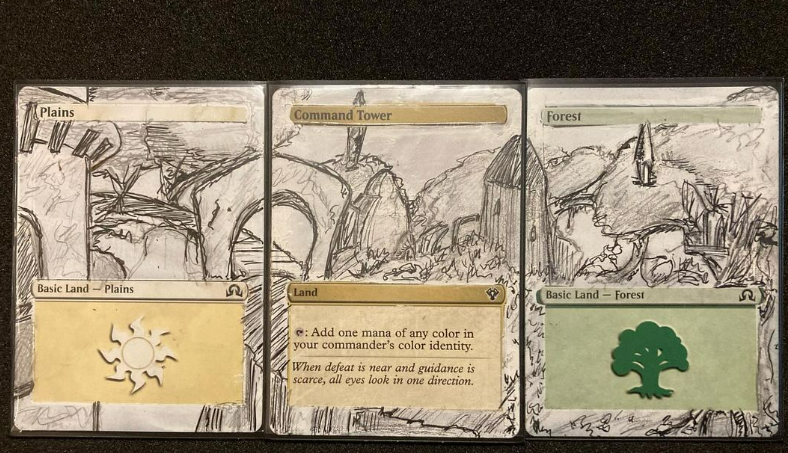 Plains
Command Tower
Forest
Basic Land — Plains
Land
Basic Land — Forest
: Add one mana of any color in
your commander's color identity.
When defeat is near and guidance is
scarce, all eyes look in one direction.